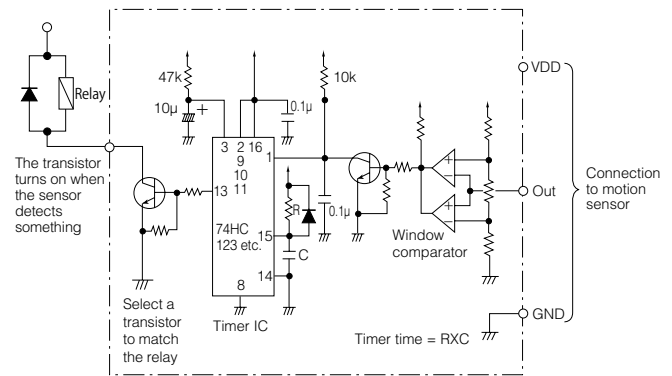 Relay
The transistor
turns on when
the sensor
detects
something
47k
10μ
+
0.1μ
10k
3
2
16
9
10
11
1
13
74HC
123 etc.
15
14
8
R
C
0.1μ
Timer IC
Select a
transistor
to match
the relay
+
−
+
−
Window
comparator
Timer time = RXC
VDD
Out
GND
Connection
to motion
sensor